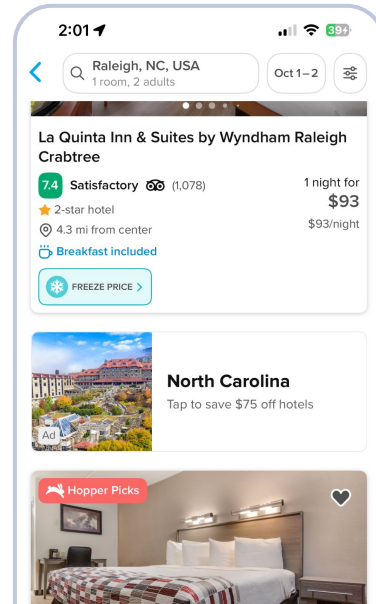 2:01
39
Raleigh, NC, USA
1 room, 2 adults
Oct 1–2
La Quinta Inn & Suites by Wyndham Raleigh
Crabtree
7.4 Satisfactory (1,078)
1 night for
$93
2-star hotel
$93/night
4.3 mi from center
Breakfast included
FREEZE PRICE
North Carolina
Tap to save $75 off hotels
Ad
Hopper Picks